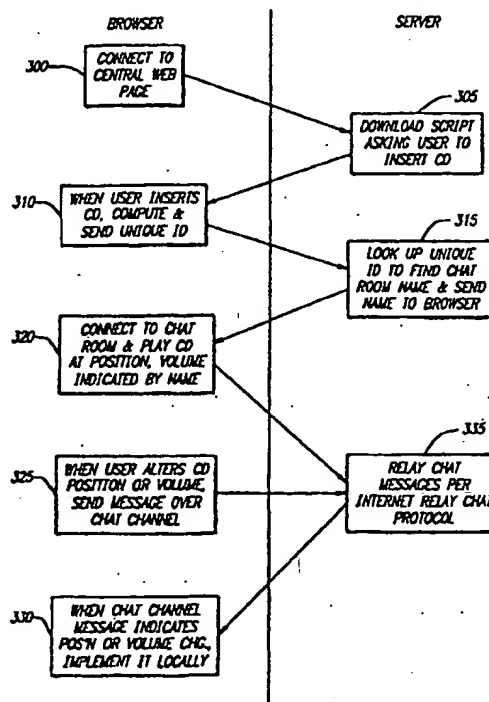 BROWSER
SERVER
300
CONNECT TO
CENTRAL WEB
PAGE
305
DOWNLOAD SCRIPT
ASKING USER TO
INSERT CD
310
WHEN USER INSERTS
CD, COMPUTE &
SEND UNIQUE ID
315
LOOK UP UNIQUE
ID TO FIND CHAT
ROOM NAME & SEND
NAME TO BROWSER
320
CONNECT TO CHAT
ROOM & PLAY CD
AT POSITION, VOLUME
INDICATED BY NAME
325
WHEN USER ALTERS CD
POSITION OR VOLUME,
SEND MESSAGE OVER
CHAT CHANNEL
335
RELAY CHAT
MESSAGES PER
INTERNET RELAY CHAT
PROTOCOL
330
WHEN CHAT CHANNEL
MESSAGE INDICATES
POS'N OR VOLUME CHG.,
IMPLEMENT IT LOCALLY